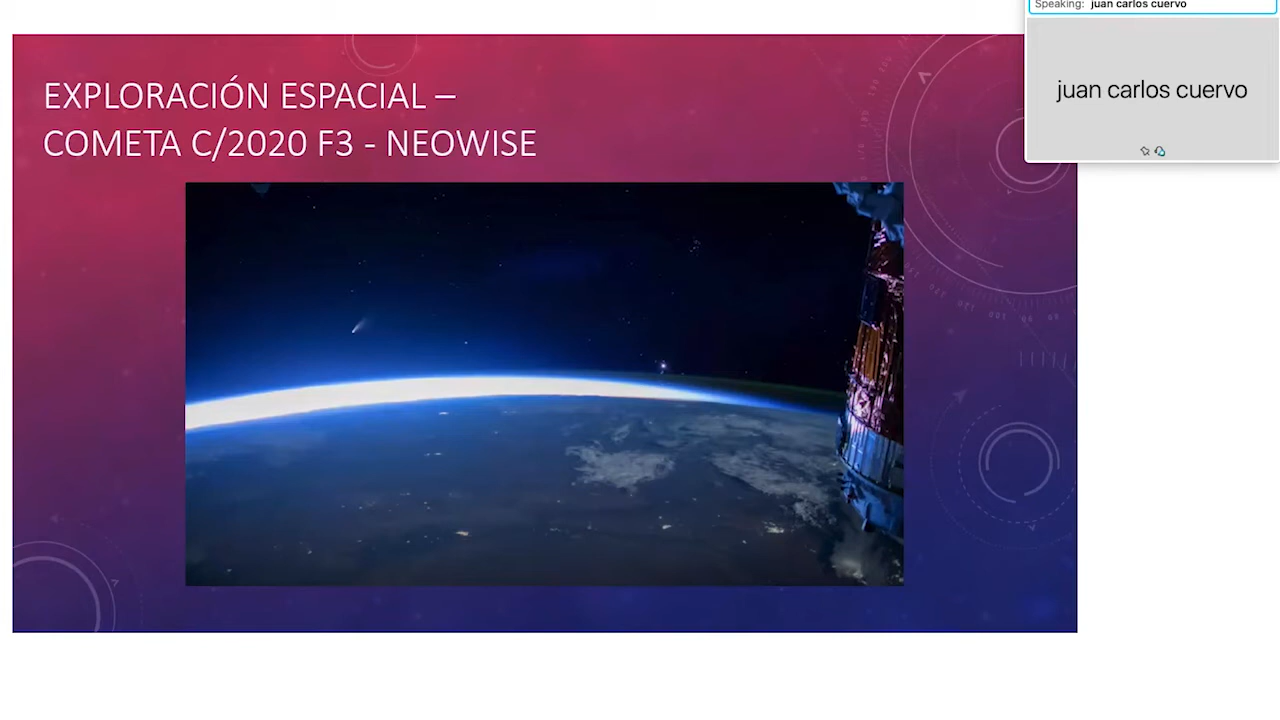 Speaking: juan carlos cuervo
juan carlos cuervo
EXPLORACIÓN ESPACIAL –
COMETA C/2020 F3 - NEOWISE